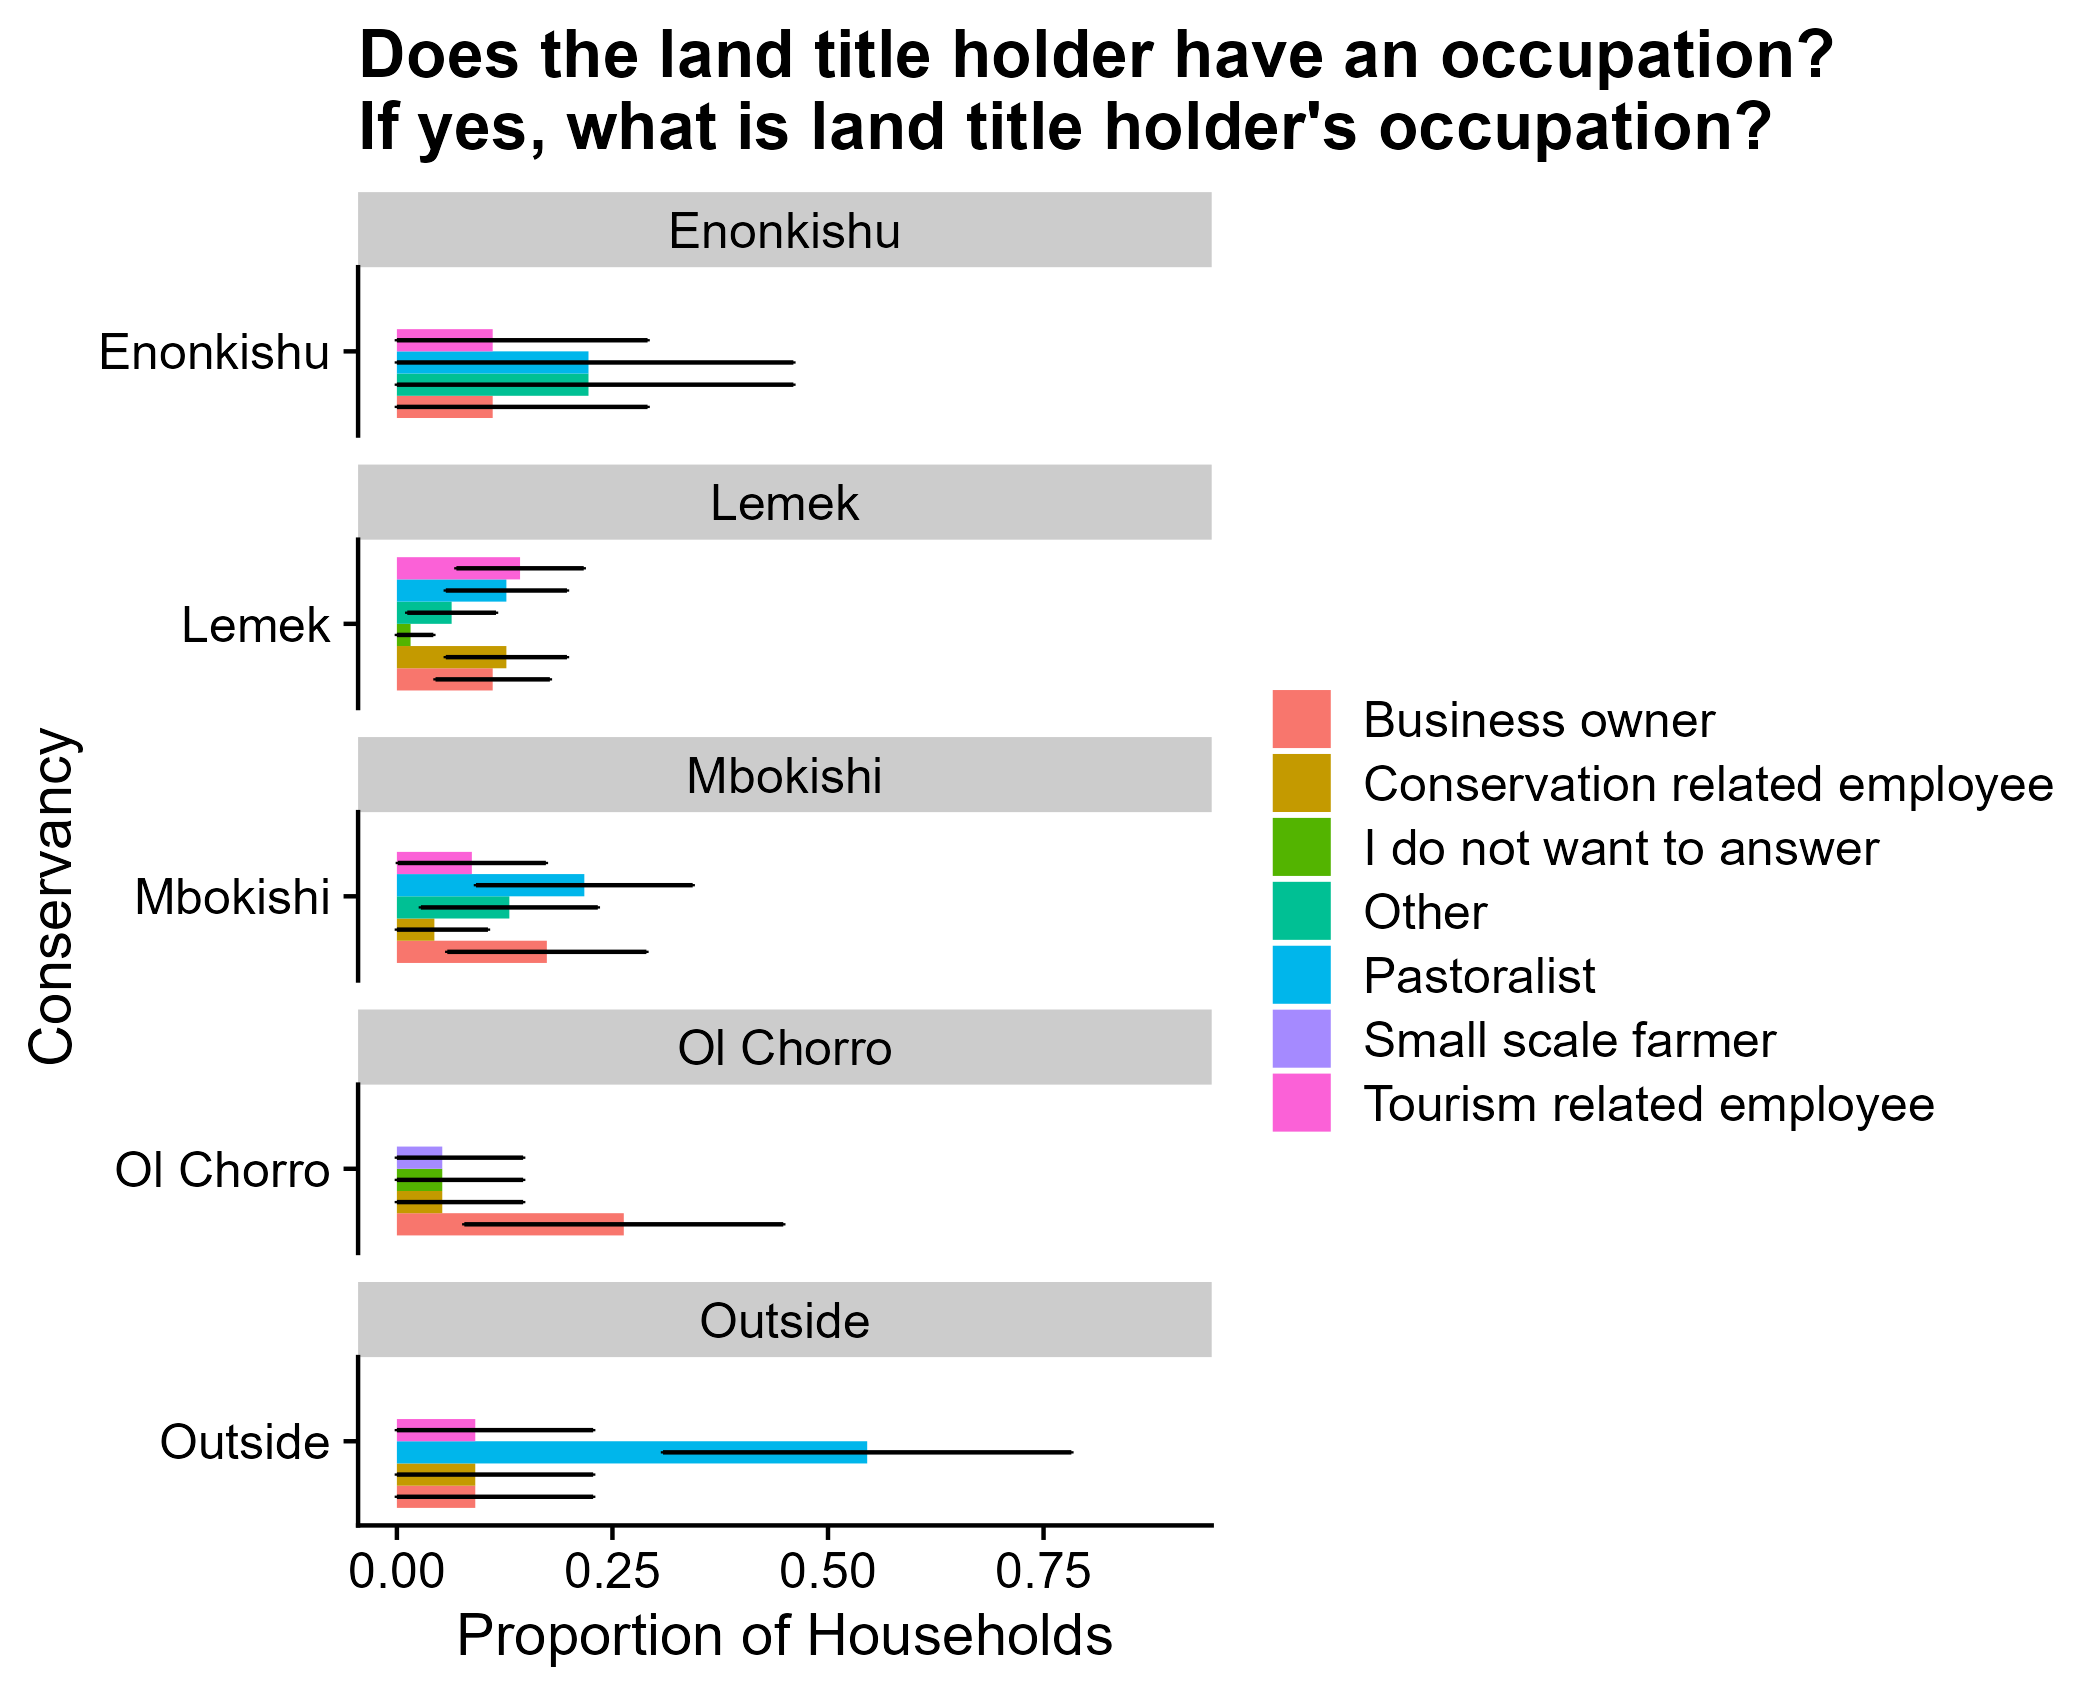 Does the land title holder have an occupation?
If yes, what is land title holder's occupation?
Enonkishu
Enonkishu
Lemek
Lemek
Mbokishi
Mbokishi
Ol Chorro
Ol Chorro
Outside
Outside
0.00 0.25 0.50 0.75
Proportion of Households
Conservancy
Business owner
Conservation related employee
I do not want to answer
Other
Pastoralist
Small scale farmer
Tourism related employee